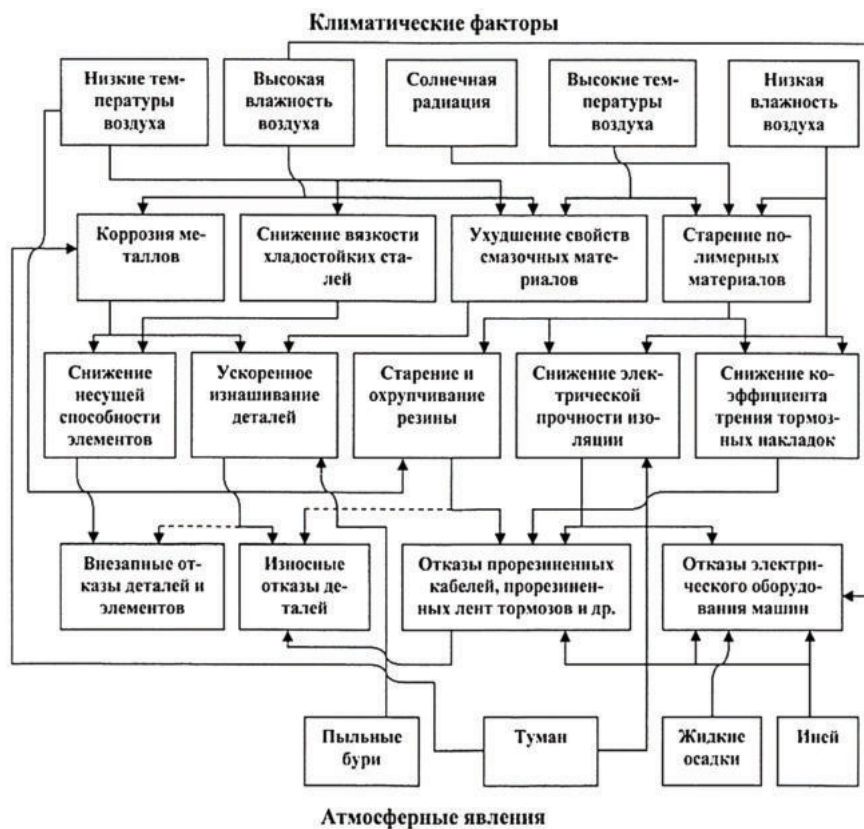 Климатические факторы
Низкие тем-
пературы
воздуха
Высокая
влажность
воздуха
Солнечная
радиация
Высокие тем-
пературы
воздуха
Низкая
влажность
воздуха
Коррозия ме-
таллов
Снижение вязкости
хладостойких ста-
лей
Ухудшение свойств
смазочных мате-
риалов
Старение по-
лимерных
материалов
Снижение
несущей
способности
элементов
Ускоренное
изнашивание
деталей
Старение и
охрупчивание
резины
Снижение элек-
трической
прочности изо-
ляции
Снижение ко-
эффициента
трения тормоз-
ных накладок
Внезапные от-
казы деталей и
элементов
Износные
отказы де-
талей
Отказы прорезиненных
кабелей, прорезинен-
ных лент тормозов и др.
Отказы электри-
ческого оборудо-
вания машин
Пыльные
бури
Туман
Жидкие
осадки
Иней
Атмосферные явления